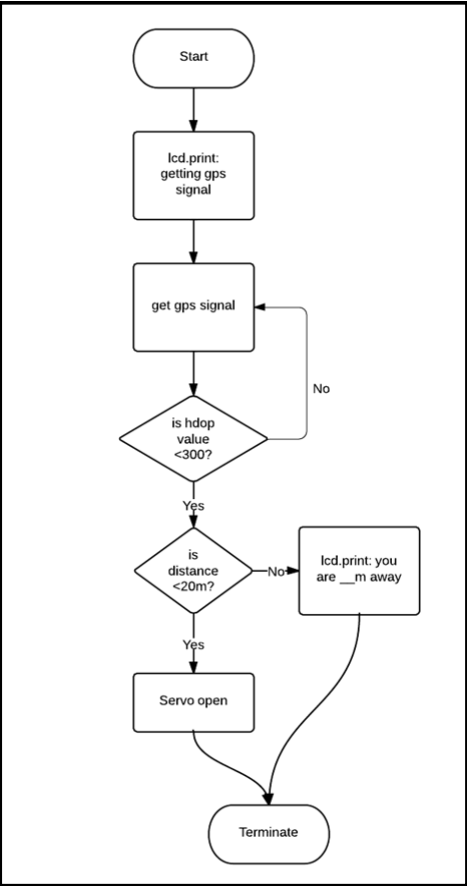 Start
lcd.print:
getting gps
signal
get gps signal
No
is hdop
value
<300?
Yes
is
distance
<20m?
No
lcd.print: you
are __m away
Yes
Servo open
Terminate